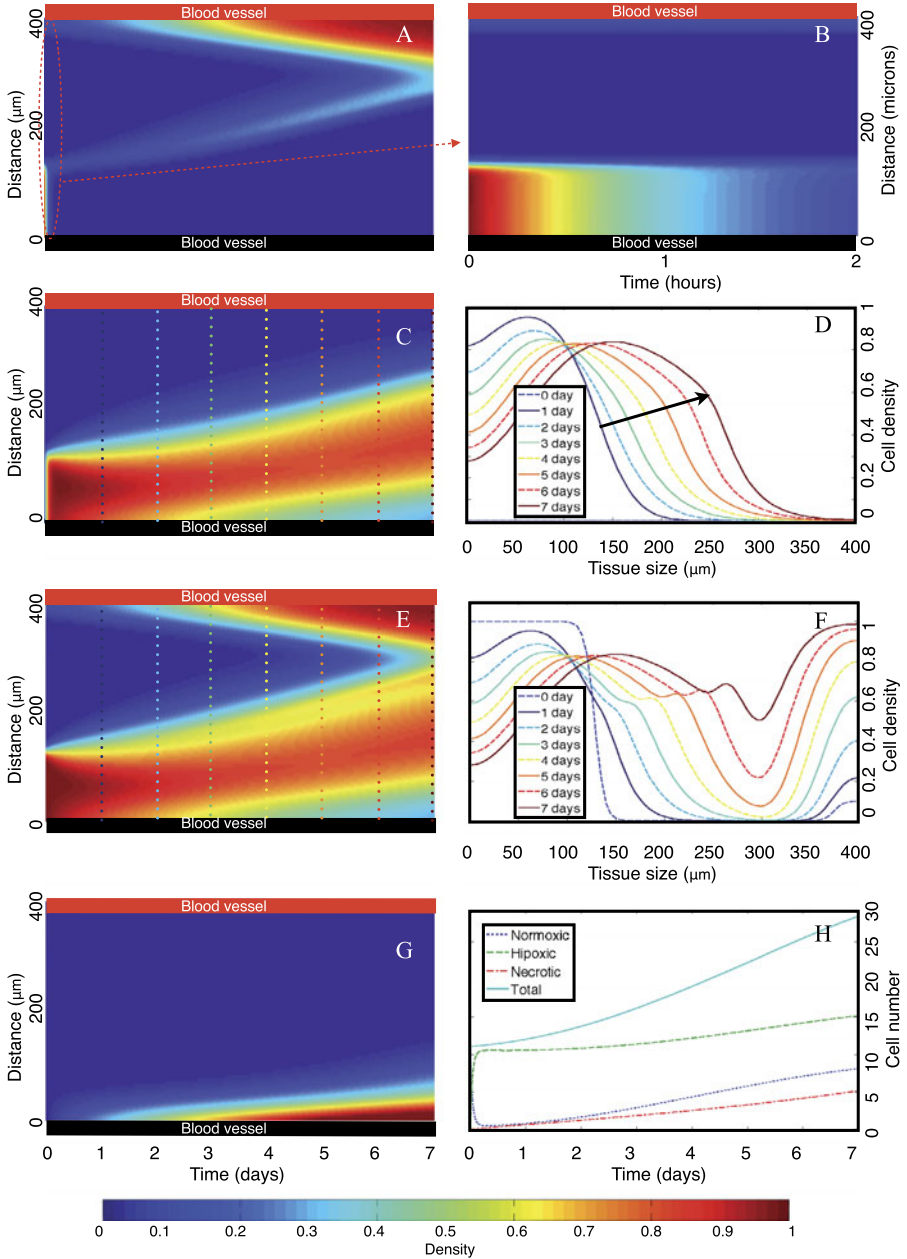 Blood vessel
A
400
200
0
Distance (µm)
Blood vessel
Blood vessel
B
400
200
0
Distance (microns)
Blood vessel
0
1
2
Time (hours)
Blood vessel
C
400
200
0
Distance (µm)
Blood vessel
D
0 day
1 day
2 days
3 days
4 days
5 days
6 days
7 days
1
0.8
0.6
0.4
0.2
0
Cell density
0 50 100 150 200 250 300 350 400
Tissue size (µm)
Blood vessel
E
400
200
0
Distance (µm)
Blood vessel
F
0 day
1 day
2 days
3 days
4 days
5 days
6 days
7 days
1
0.8
0.6
0.4
0.2
0
Cell density
0 50 100 150 200 250 300 350 400
Tissue size (µm)
Blood vessel
G
400
200
0
Distance (µm)
Blood vessel
0 1 2 3 4 5 6 7
Time (days)
H
Normoxic
Hipoxic
Necrotic
Total
30
25
20
15
10
5
0
Cell number
0 1 2 3 4 5 6 7
Time (days)
0 0.1 0.2 0.3 0.4 0.5 0.6 0.7 0.8 0.9 1
Density